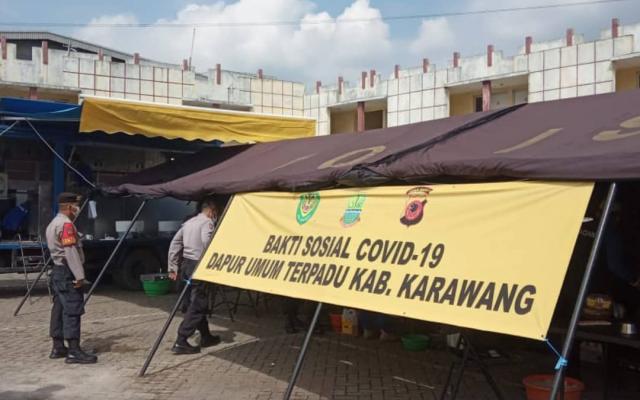 BAKTI SOSIAL COVID-19
DAPUR UMUM TERPADU KAB. KARAWANG